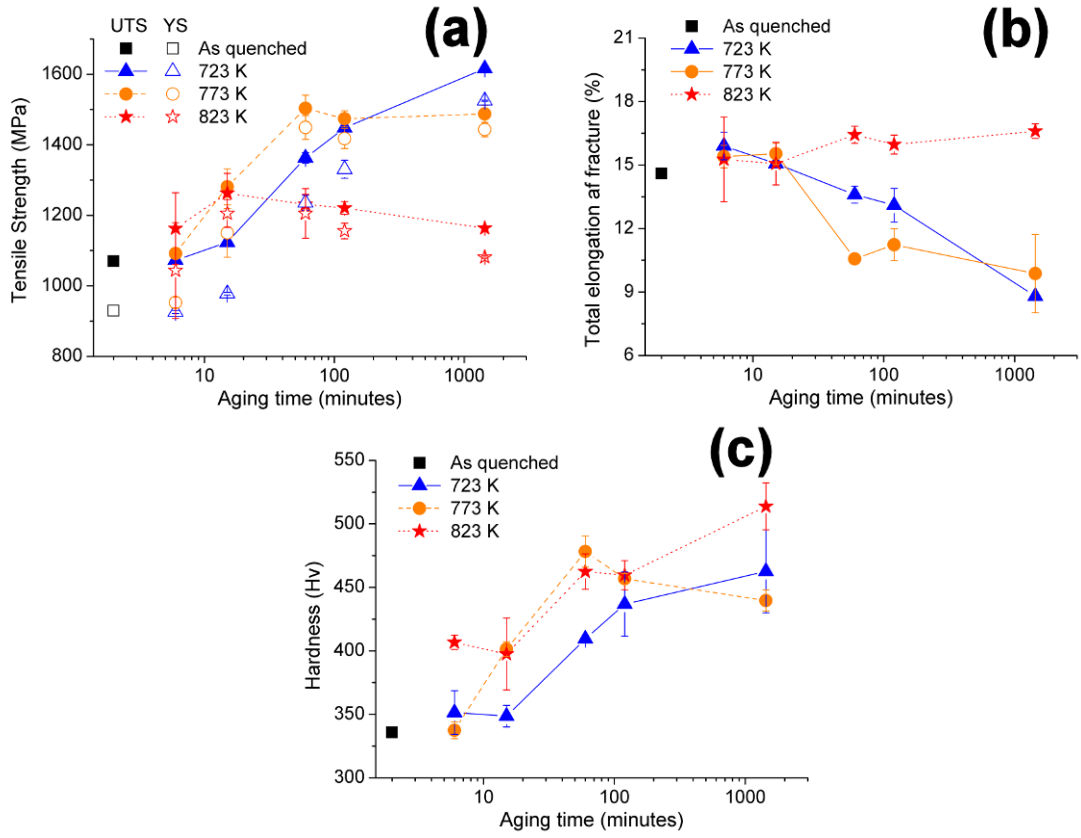 (a)
UTS YS
As quenched
723 K
773 K
823 K
1600
1400
1200
1000
800
Tensile Strength (MPa)
10 100 1000
Aging time (minutes)
(b)
As quenched
723 K
773 K
823 K
21
18
15
12
9
6
Total elongation af fracture (%)
10 100 1000
Aging time (minutes)
(c)
As quenched
723 K
773 K
823 K
550
500
450
400
350
300
Hardness (Hv)
10 100 1000
Aging time (minutes)